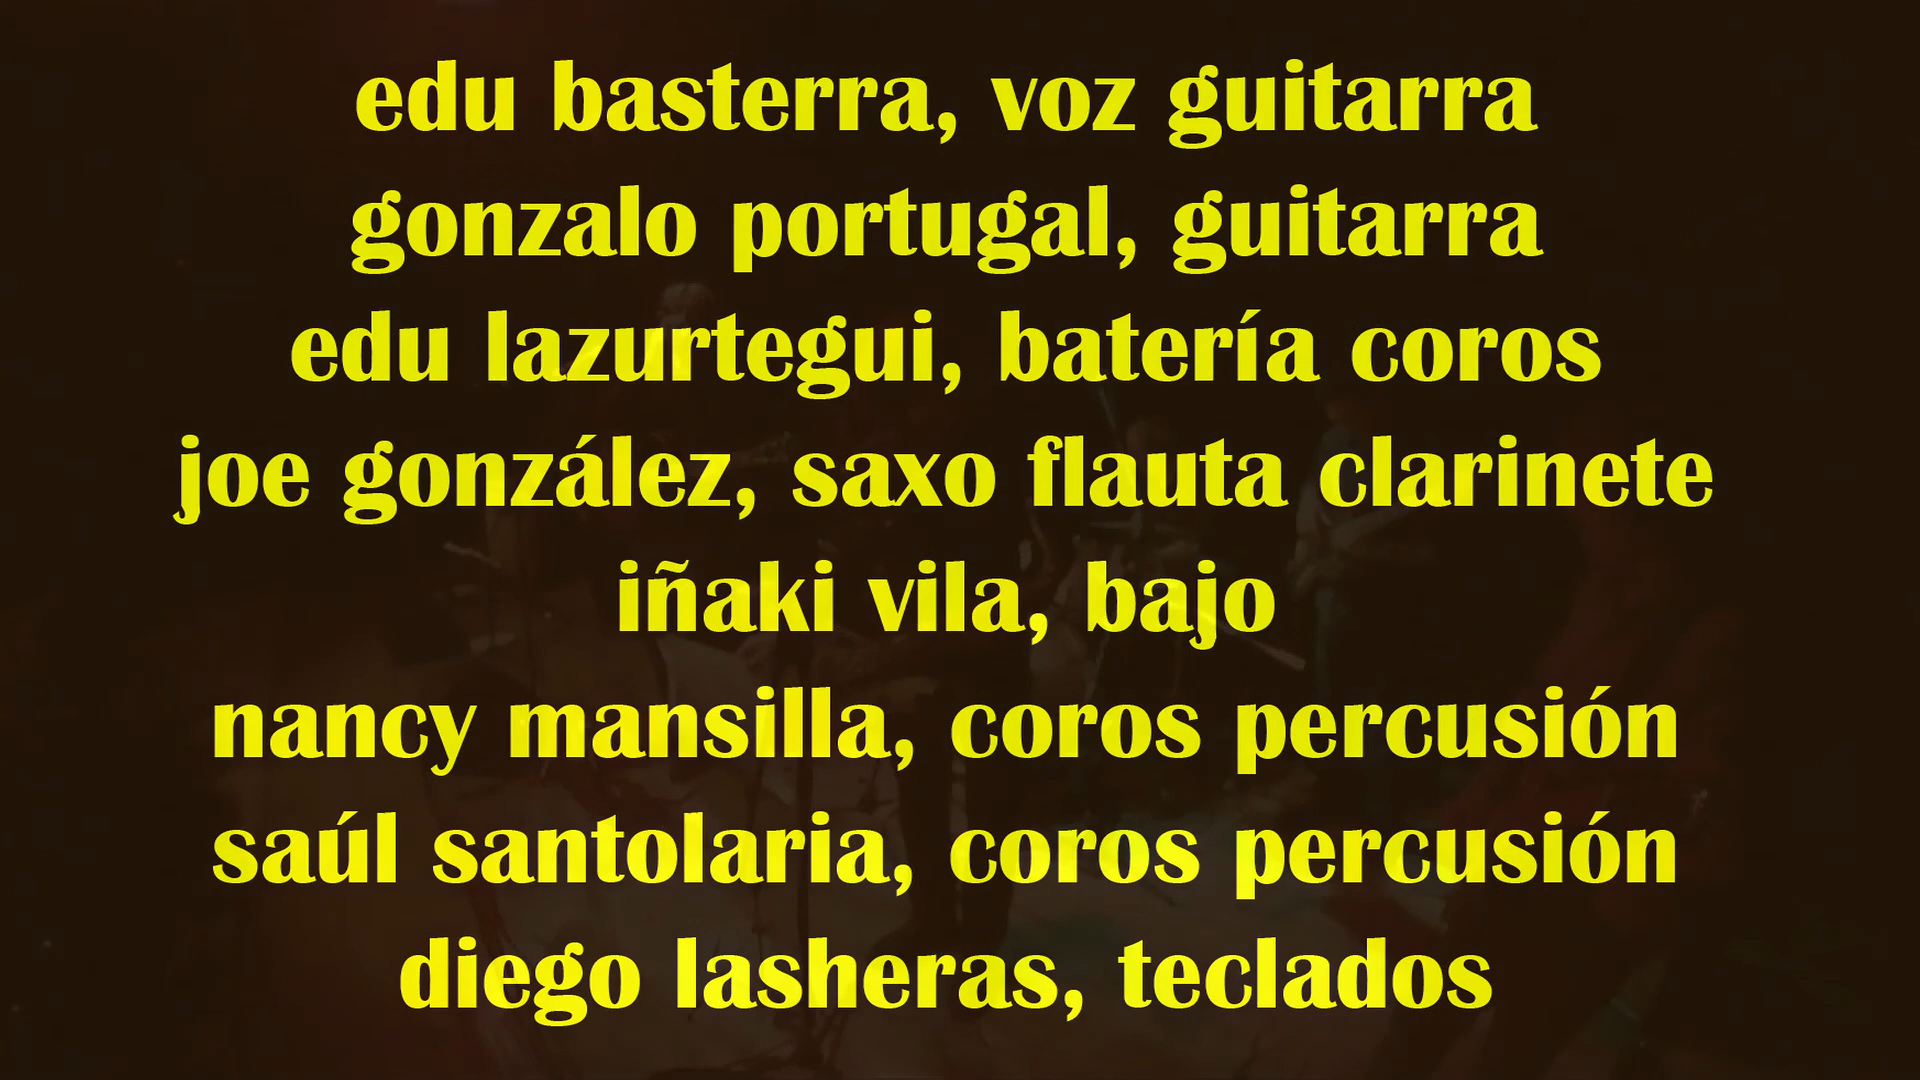 edu basterra, voz guitarra
gonzalo portugal, guitarra
edu lazurtegui, batería coros
joe gonzález, saxo flauta clarinete
iñaki vila, bajo
nancy mansilla, coros percusión
saúl santolaria, coros percusión
diego lasheras, teclados